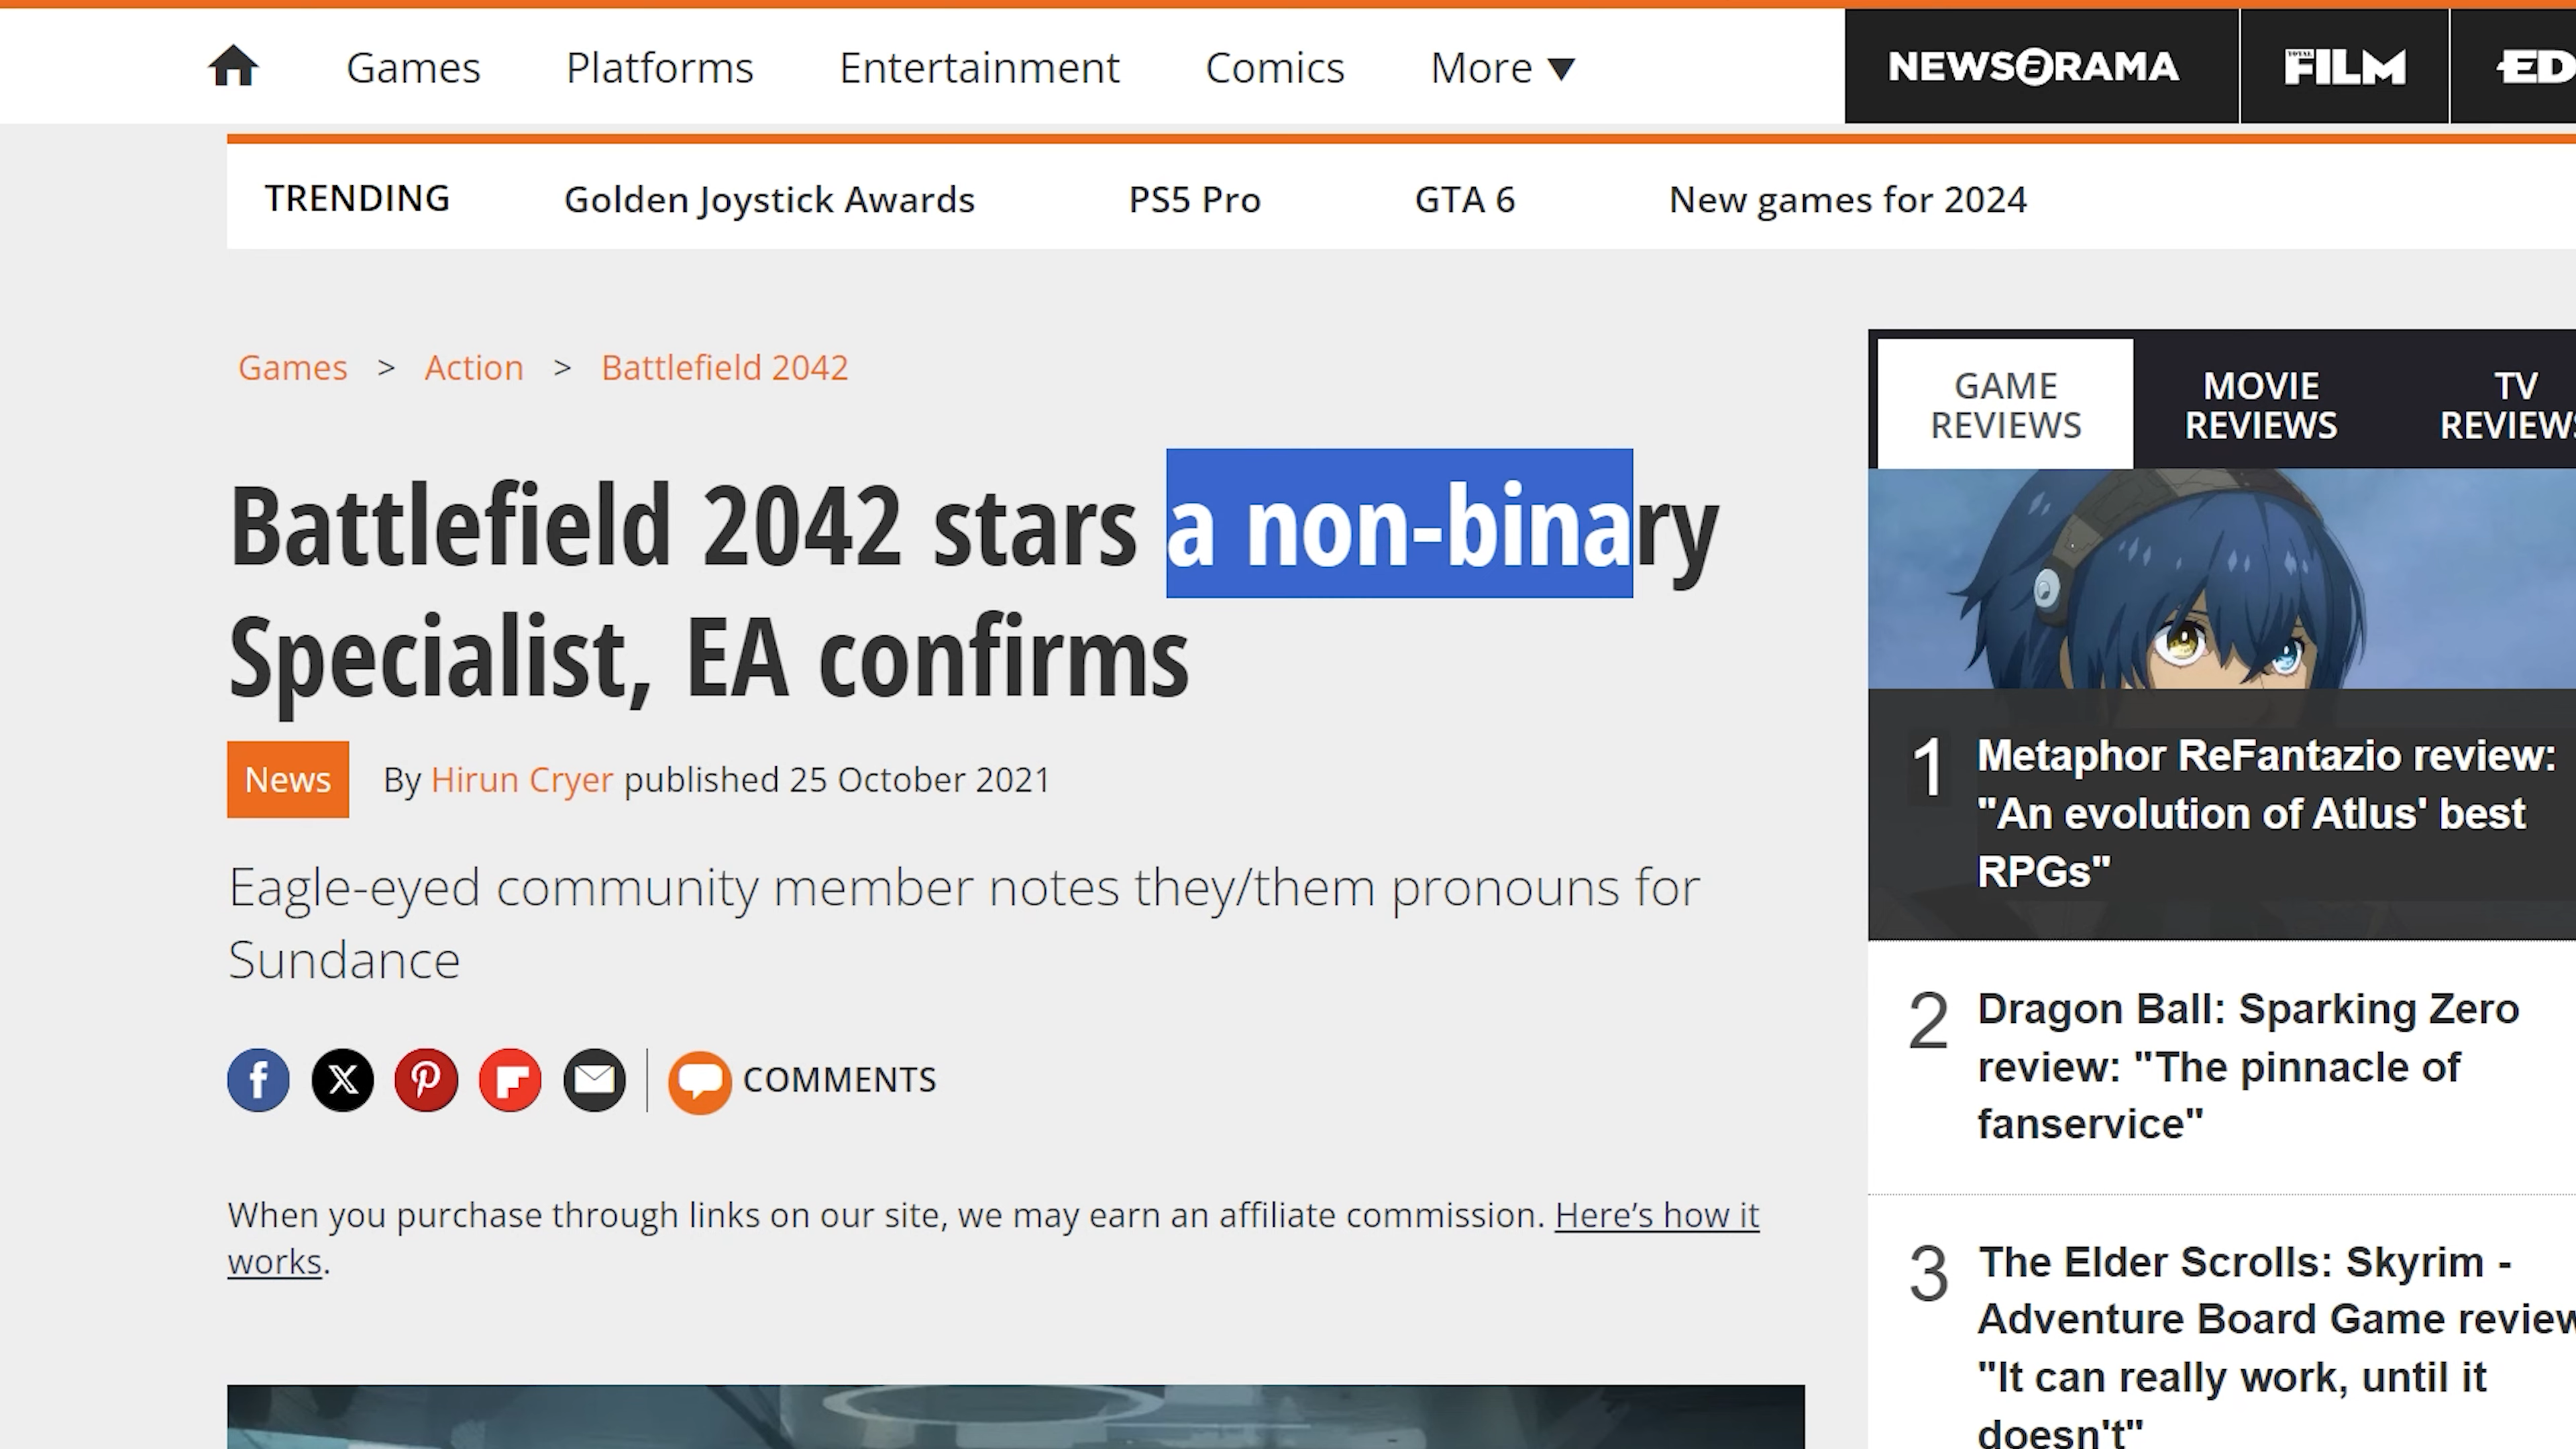 Games Platforms Entertainment Comics More
NEWSARAMA
TOTAL FILM
TRENDING Golden Joystick Awards PS5 Pro GTA 6 New games for 2024
Games > Action > Battlefield 2042
Battlefield 2042 stars a non-binary
Specialist, EA confirms
News By Hirun Cryer published 25 October 2021
Eagle-eyed community member notes they/them pronouns for
Sundance
COMMENTS
When you purchase through links on our site, we may earn an affiliate commission. Here’s how it
works.
GAME
REVIEWS
MOVIE
REVIEWS
TV
REVIEWS
1 Metaphor ReFantazio review:
"An evolution of Atlus' best
RPGs"
2 Dragon Ball: Sparking Zero
review: "The pinnacle of
fanservice"
3 The Elder Scrolls: Skyrim -
Adventure Board Game review
"It can really work, until it
doesn't"